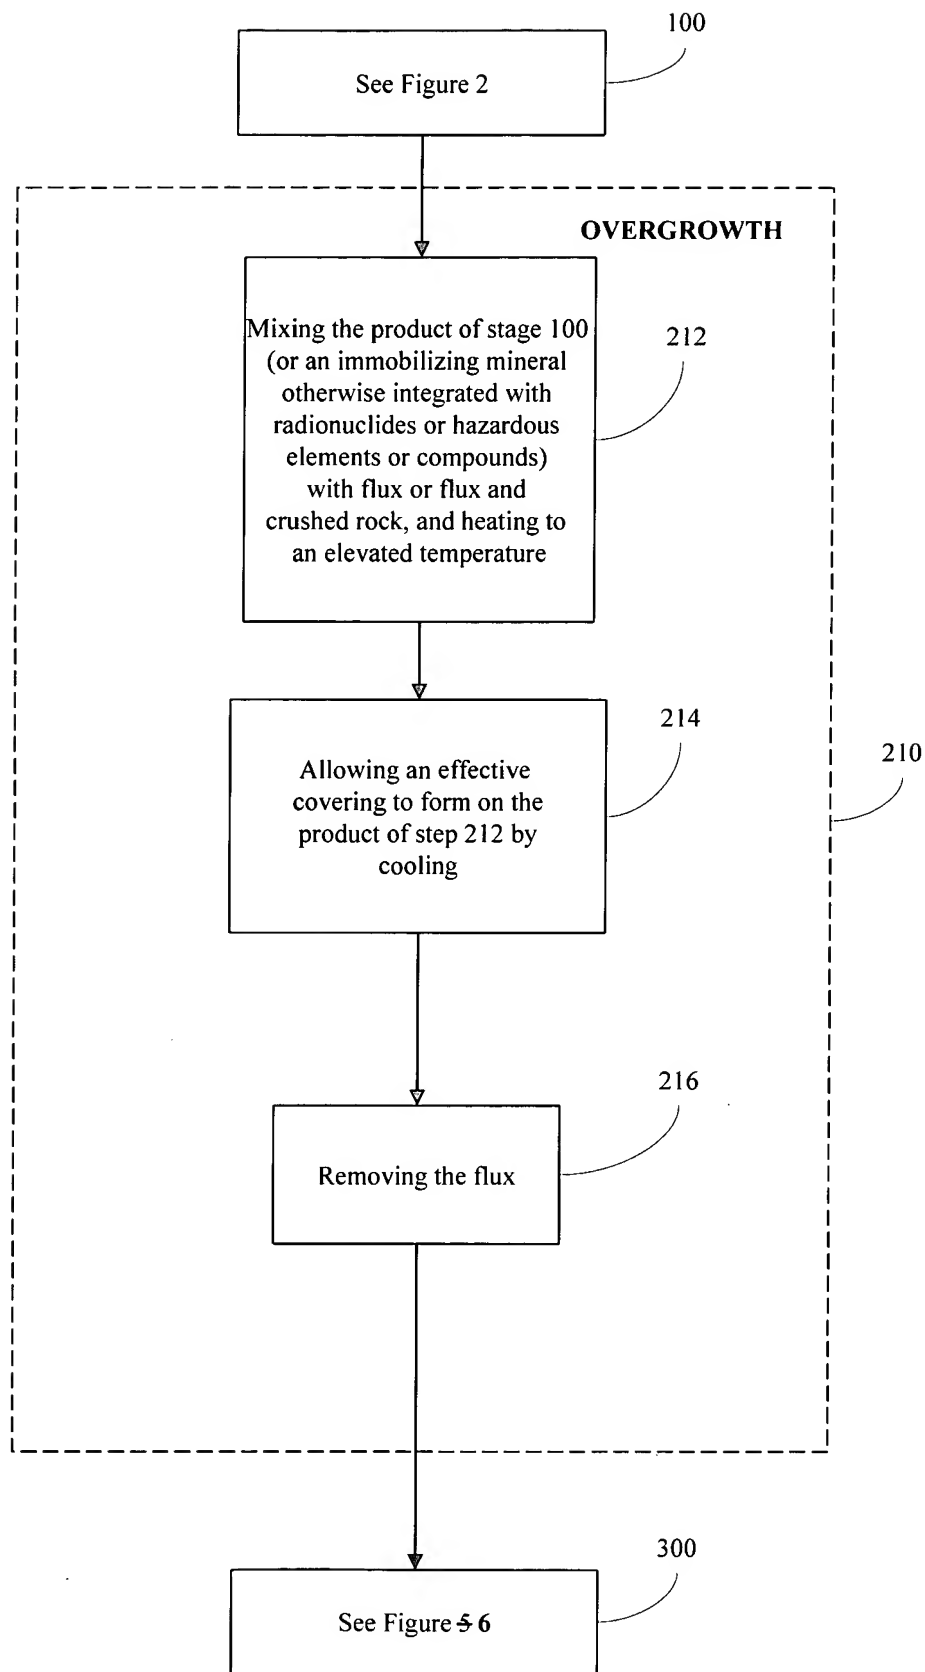 100
See Figure 2
OVERGROWTH
Mixing the product of stage 100
(or an immobilizing mineral
otherwise integrated with
radionuclides or hazardous
elements or compounds)
with flux or flux and
crushed rock, and heating to
an elevated temperature
212
Allowing an effective
covering to form on the
product of step 212 by
cooling
214
210
Removing the flux
216
300
See Figure 5 6